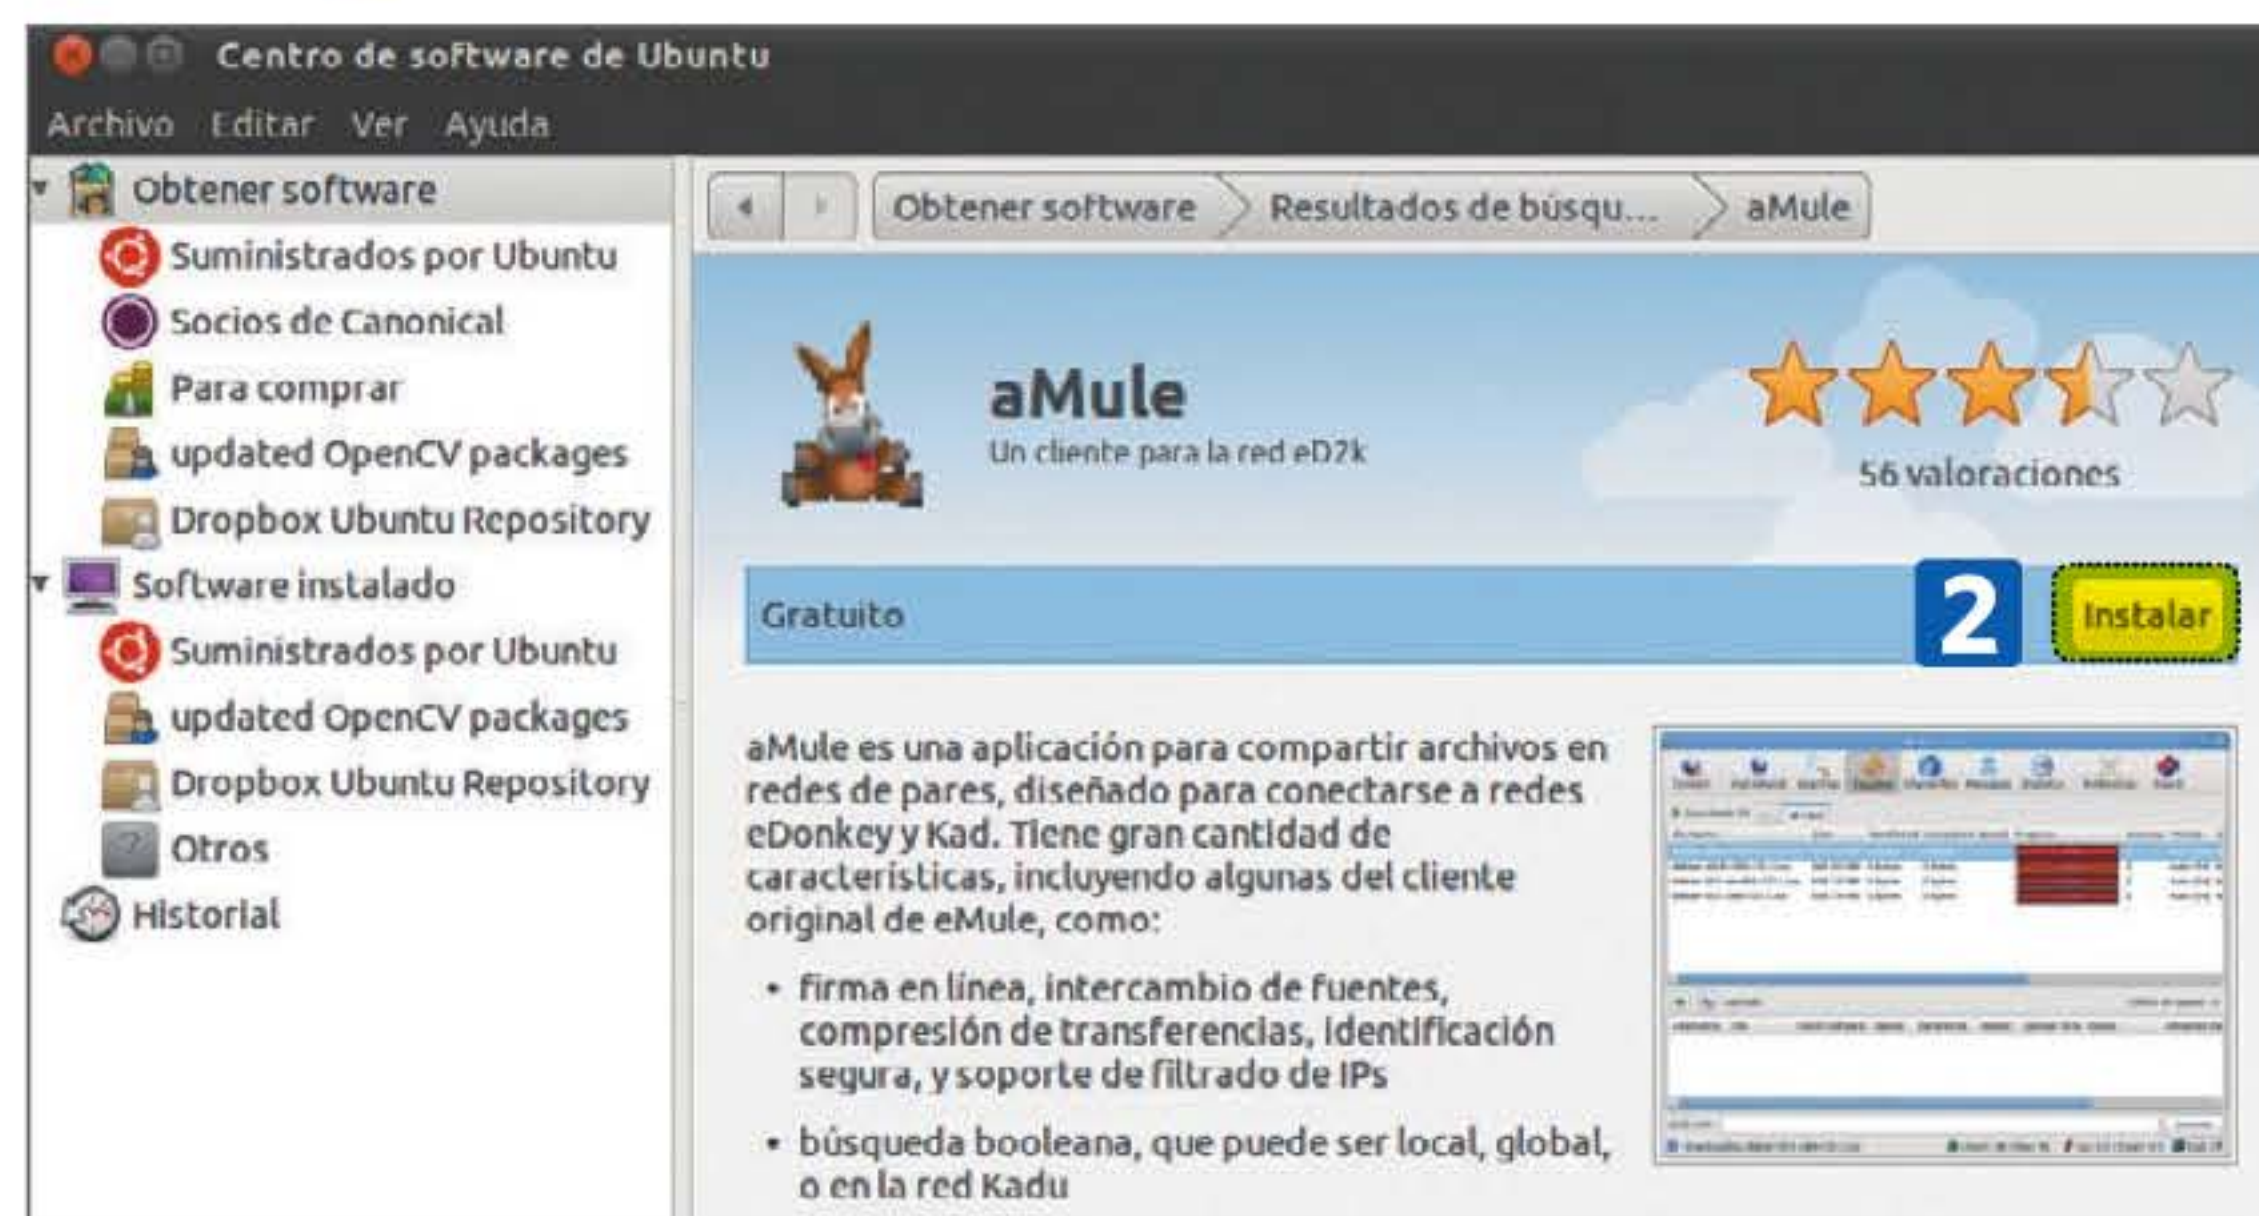 Centro de software de Ubuntu
Archivo Editar Ver Ayuda
Obtener software
Suministrados por Ubuntu
Socios de Canonical
Para comprar
updated OpenCV packages
Dropbox Ubuntu Repository
Software instalado
Suministrados por Ubuntu
updated OpenCV packages
Dropbox Ubuntu Repository
Otros
Historial
Obtener software
Resultados de búsqu...
aMule
aMule
Un cliente para la red eD2k
56 valoraciones
Gratuito
2
Instalar
aMule es una aplicación para compartir archivos en
redes de pares, diseñado para conectarse a redes
eDonkey y Kad. Tiene gran cantidad de
características, incluyendo algunas del cliente
original de eMule, como:
• firma en línea, intercambio de fuentes,
compresión de transferencias, identificación
segura, y soporte de filtrado de IPs
• búsqueda booleana, que puede ser local, global,
o en la red Kadu